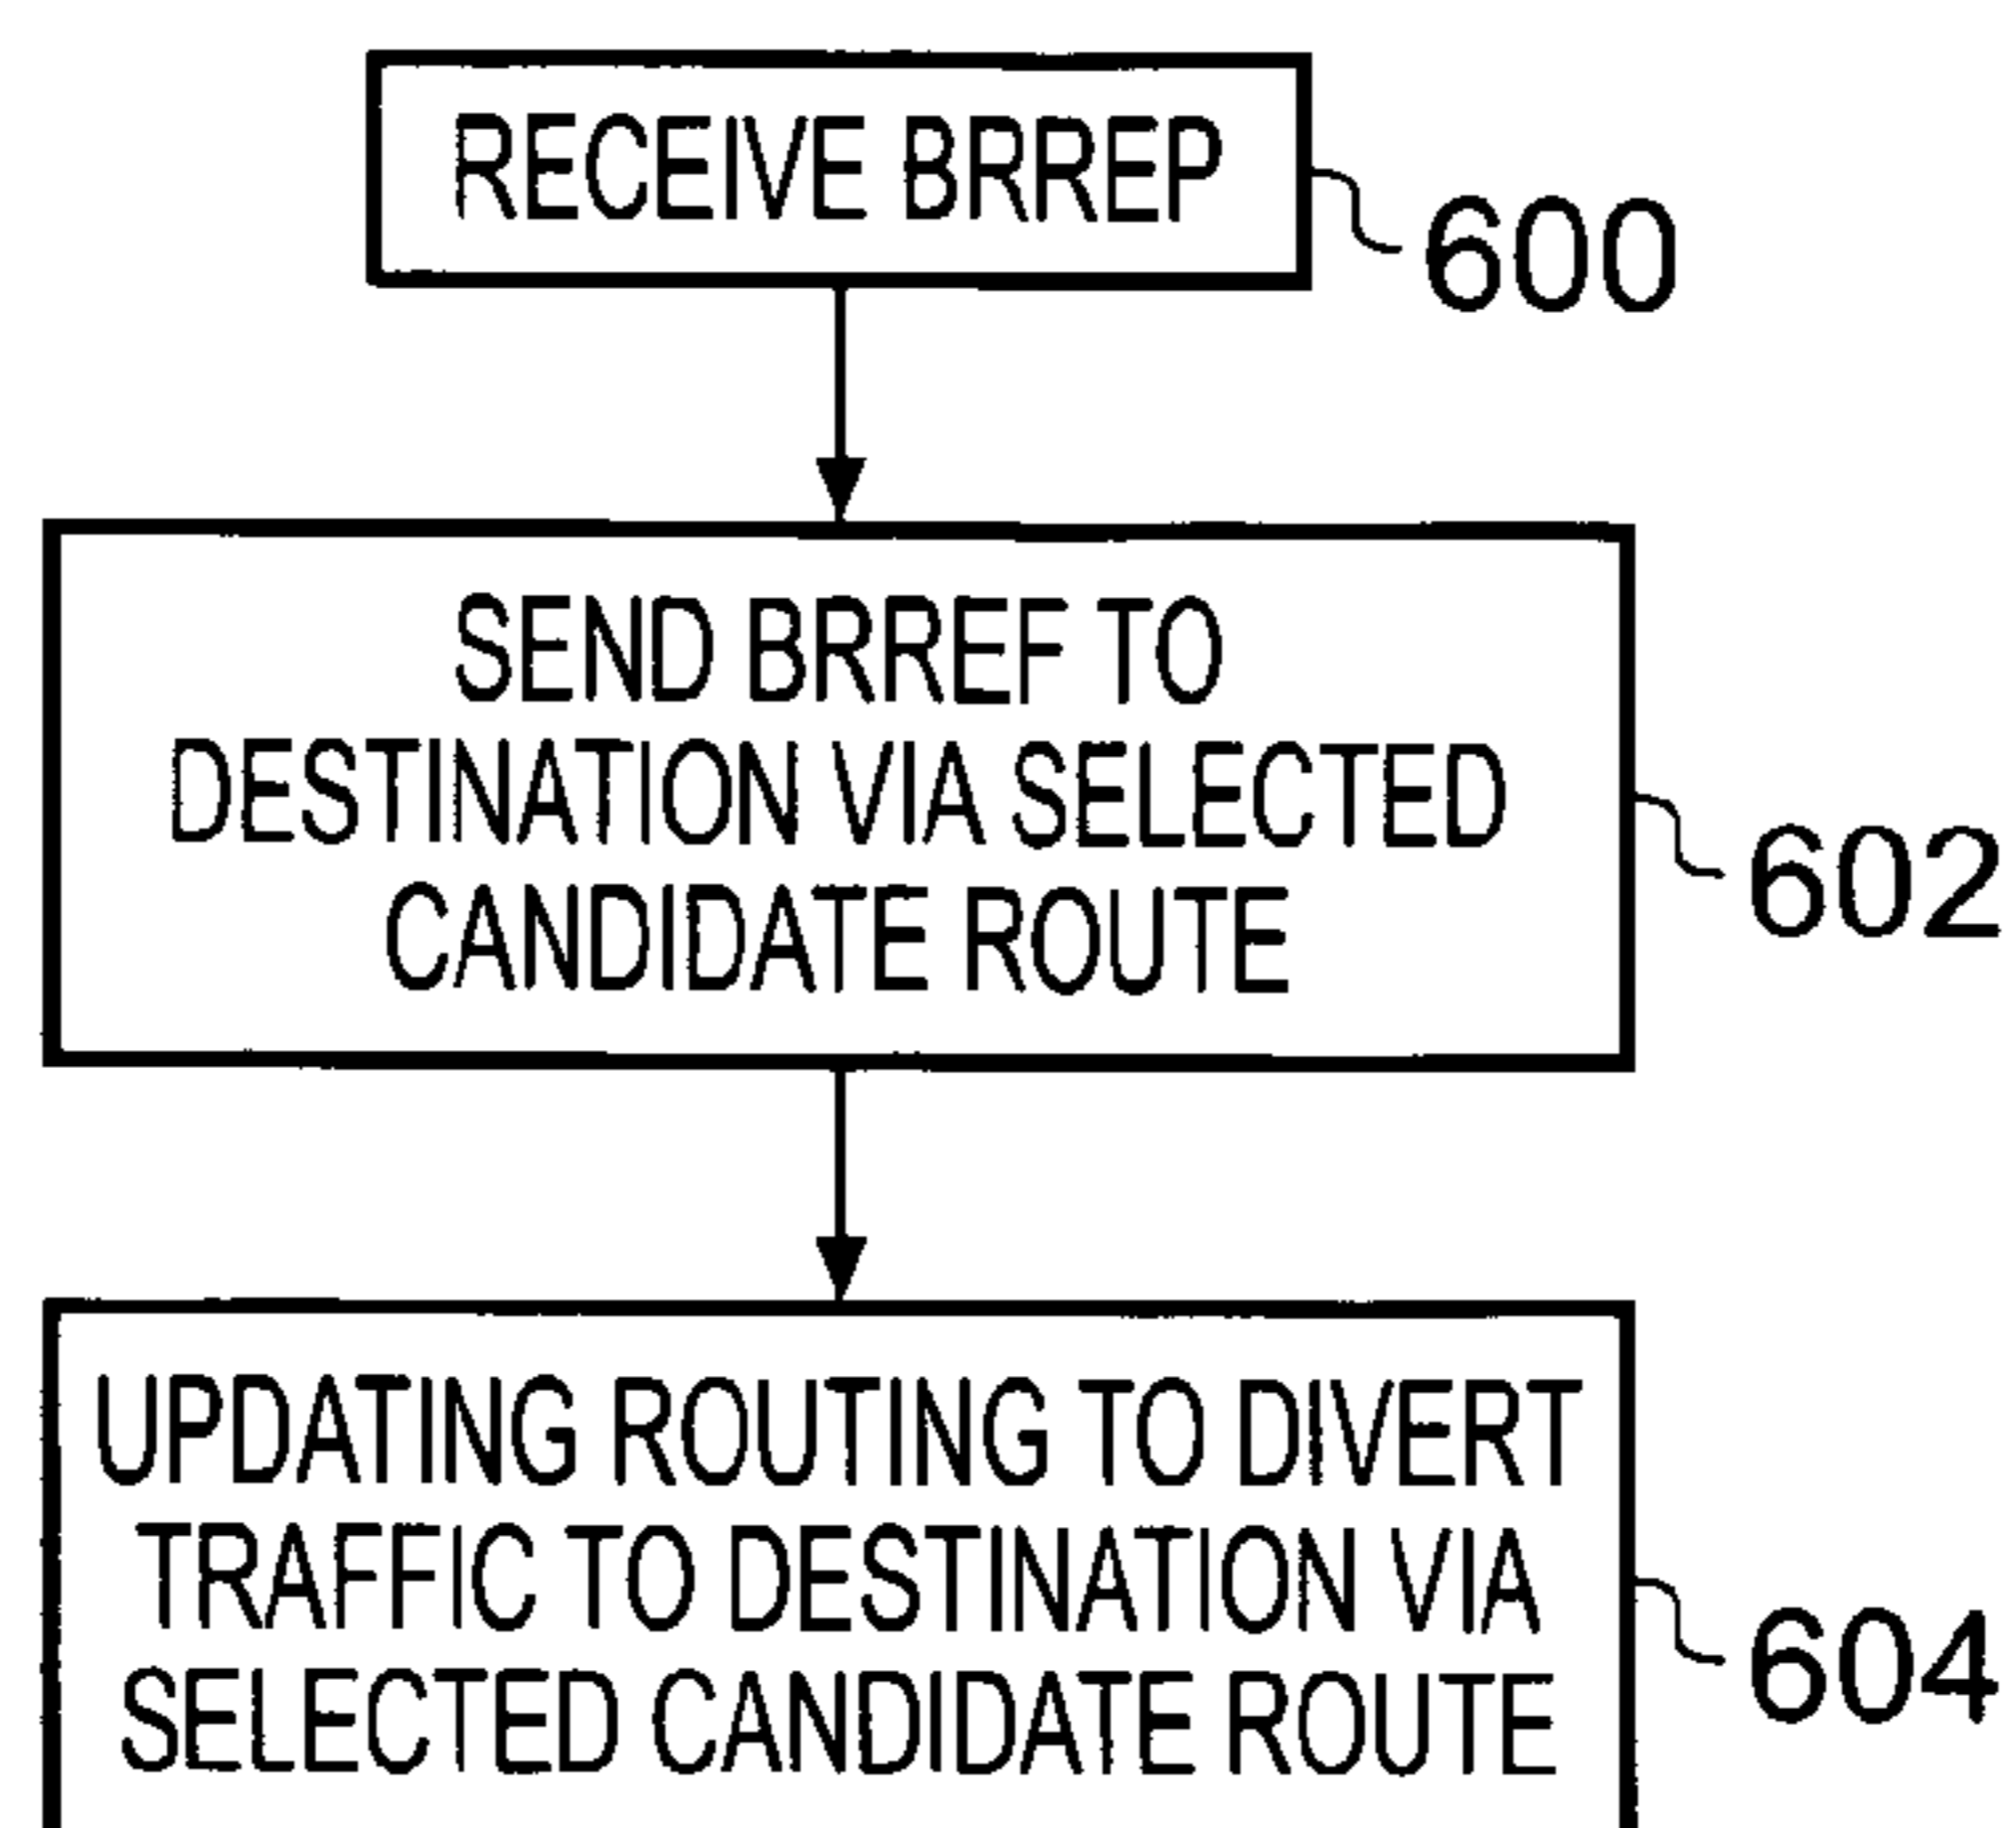 RECEIVE BRREP
600
SEND BRREF TO
DESTINATION VIA SELECTED
CANDIDATE ROUTE
602
UPDATING ROUTING TO DIVERT
TRAFFIC TO DESTINATION VIA
SELECTED CANDIDATE ROUTE
604